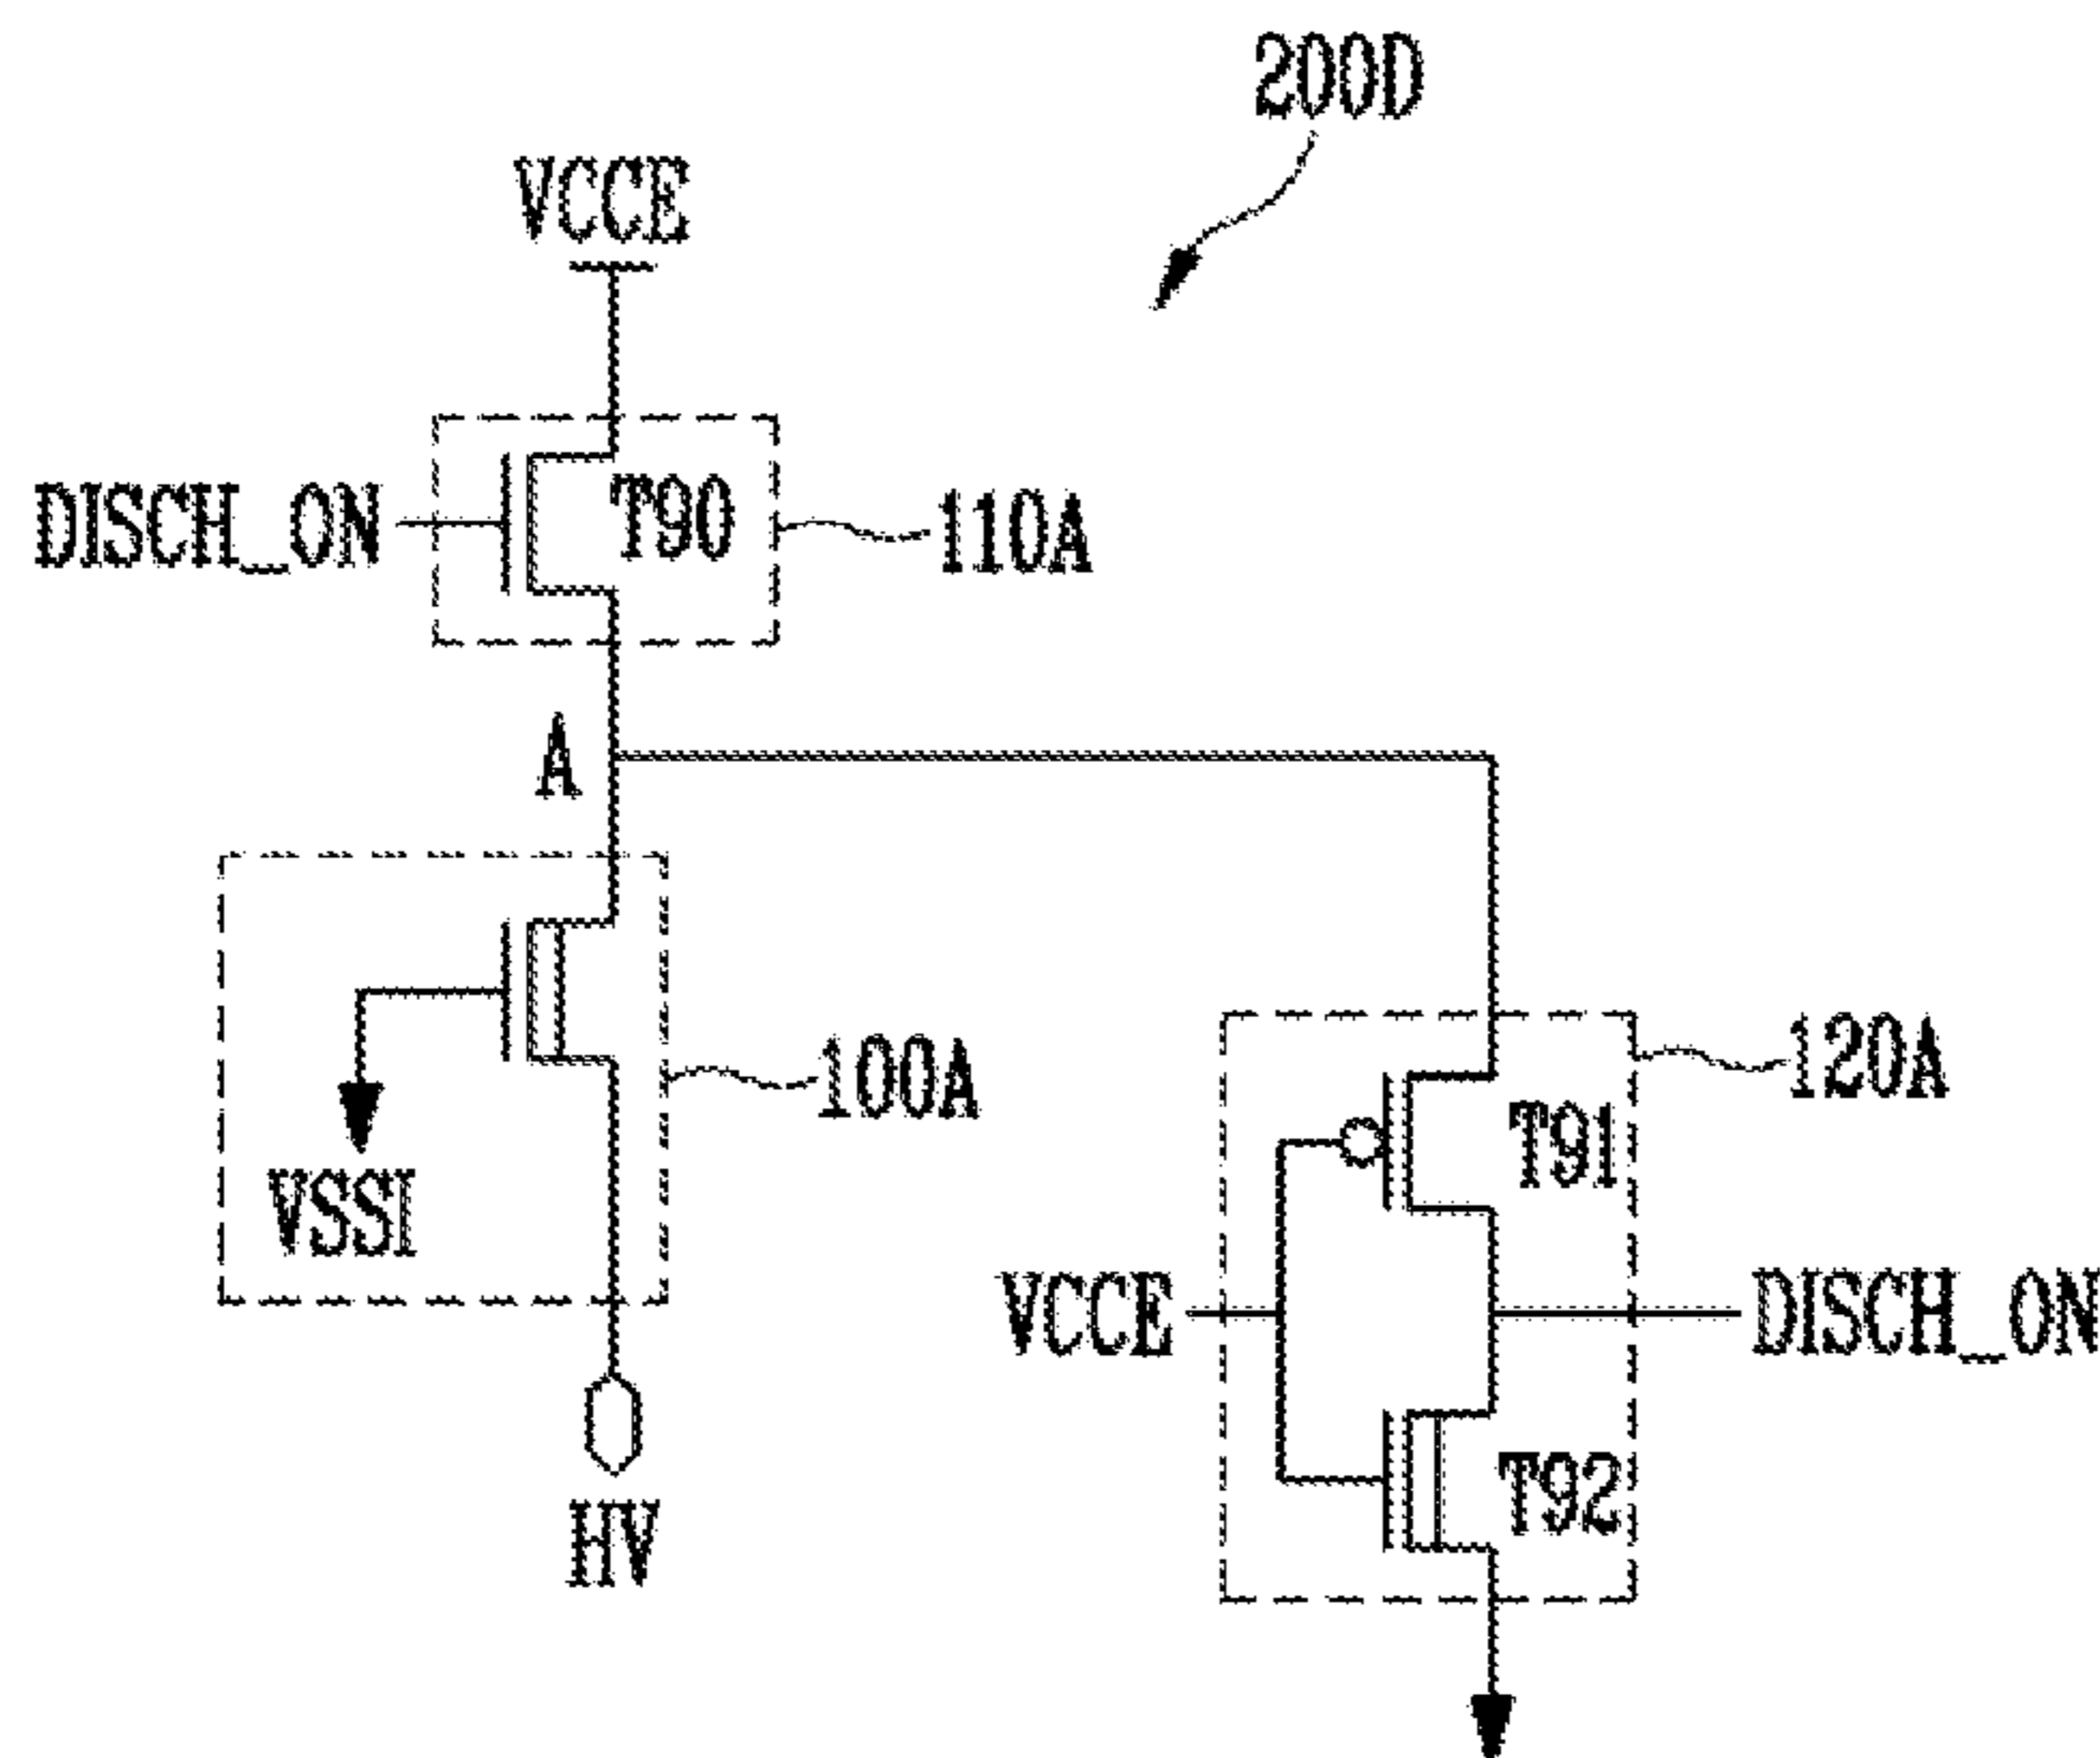 200D
VCCE
DISCH_ON
T90
110A
A
100A
VSSI
120A
T91
VCCE
DISCH_ON
T92
HV